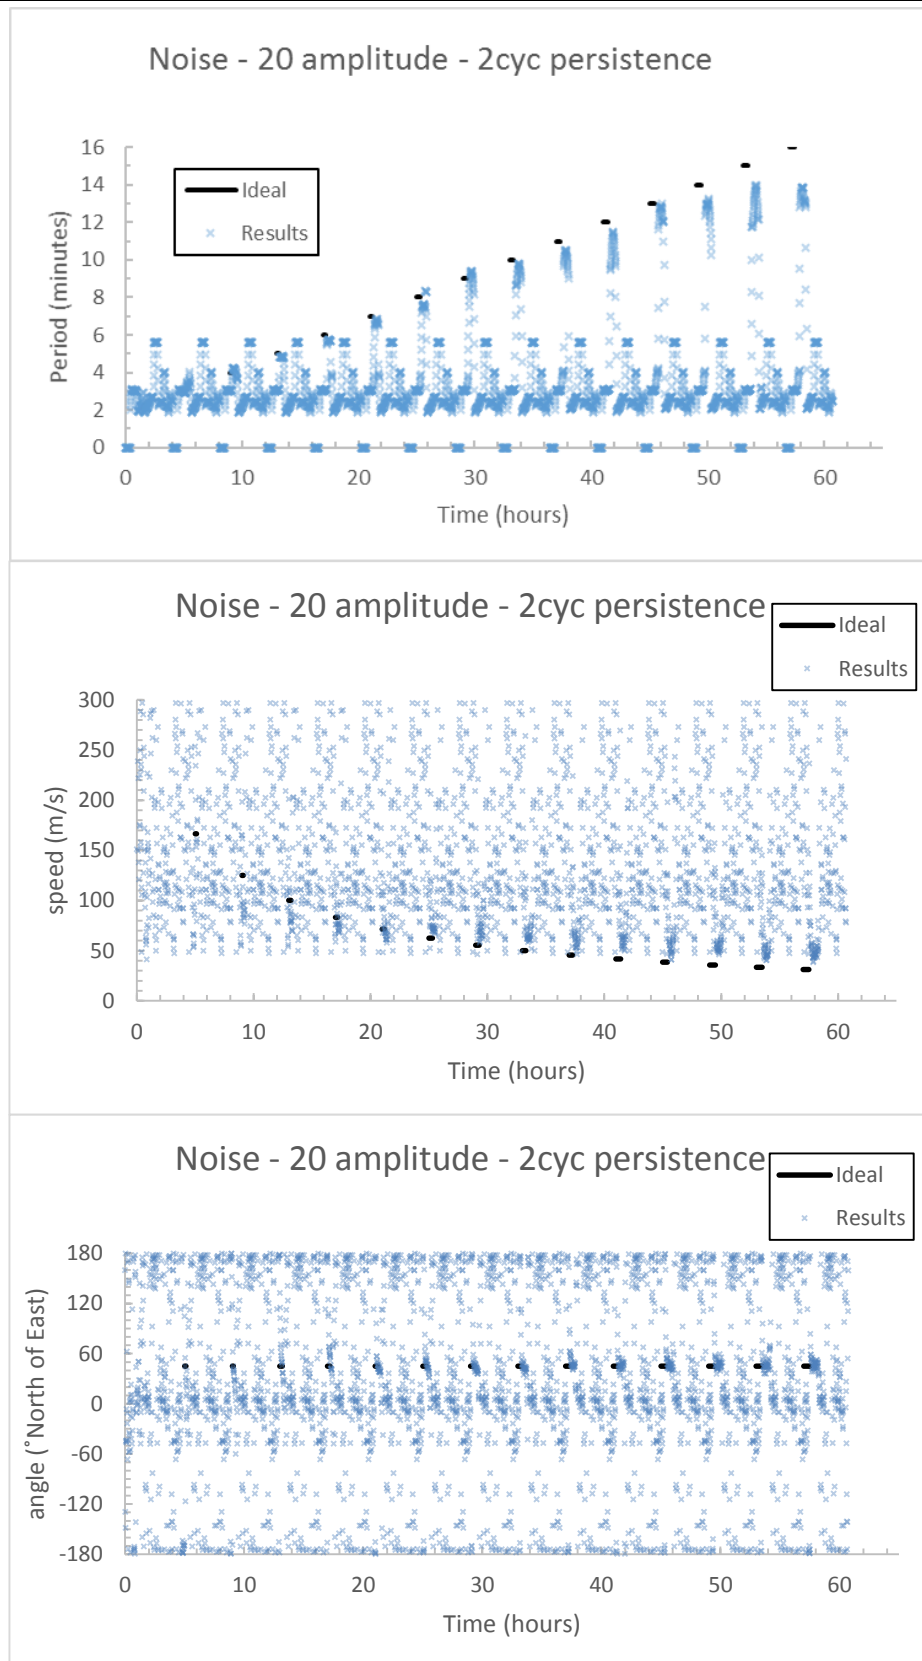 Noise - 20 amplitude - 2cyc persistence
16
14
12
10
8
6
4
2
0
Period (minutes)
Ideal
Results
0 10 20 30 40 50 60
Time (hours)
Noise - 20 amplitude - 2cyc persistence
Ideal
Results
300
250
200
150
100
50
0
speed (m/s)
0 10 20 30 40 50 60
Time (hours)
Noise - 20 amplitude - 2cyc persistence
Ideal
Results
180
120
60
0
-60
-120
-180
angle (˚North of East)
0 10 20 30 40 50 60
Time (hours)